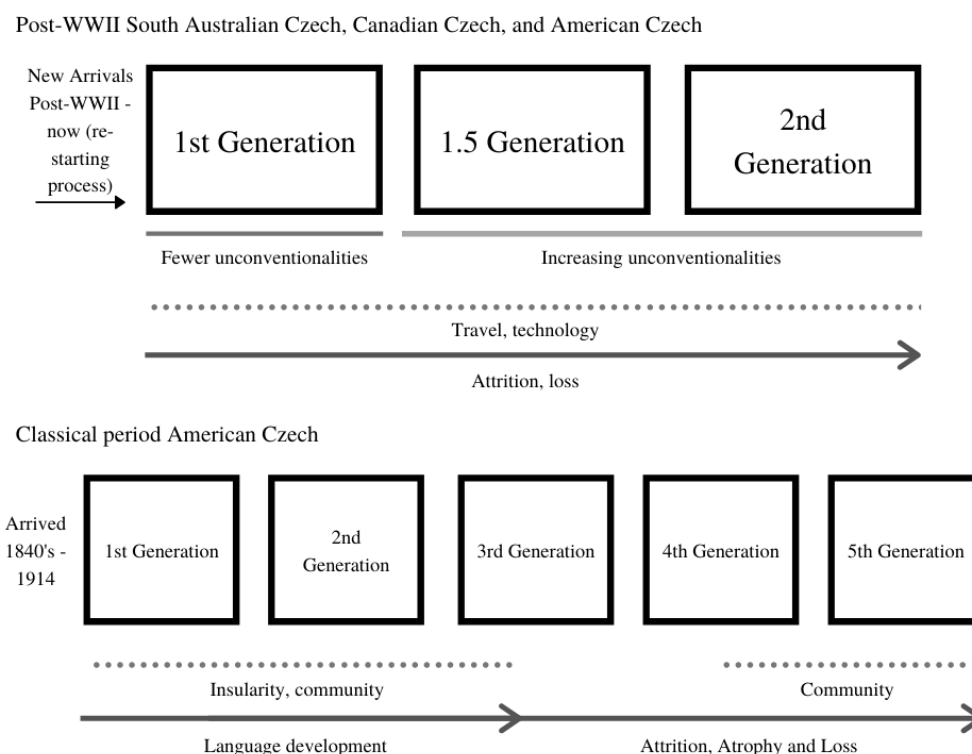 Post-WWII South Australian Czech, Canadian Czech, and American Czech
New Arrivals
Post-WWII -
now (re-
starting
process)
1st Generation
1.5 Generation
2nd
Generation
Fewer unconventionalities
Increasing unconventionalities
Travel, technology
Attrition, loss
Classical period American Czech
Arrived
1840's -
1914
1st Generation
2nd
Generation
3rd Generation
4th Generation
5th Generation
Insularity, community
Community
Language development
Attrition, Atrophy and Loss